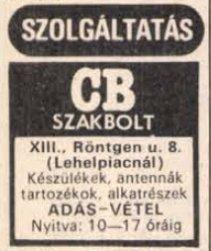 SZOLGÁLTATÁS
CB
SZAKBOLT
XIII., Röntgen u. 8.
(Lehelpiacnál)
Készülékek, antennák
tartozékok, alkatrészek
ADÁS–VÉTEL
Nyitva: 10—17 óráig